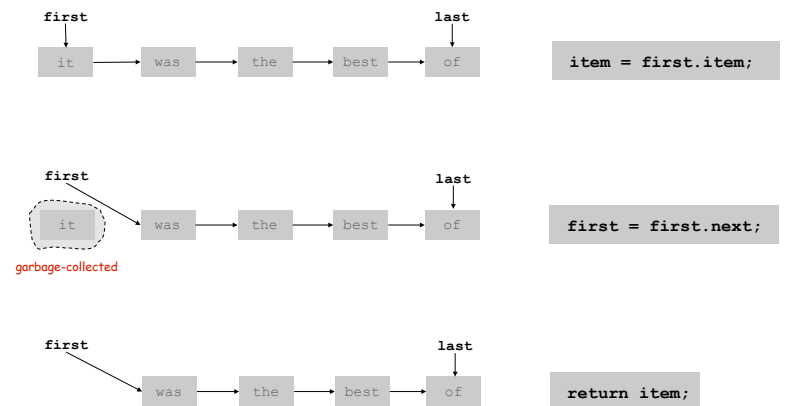 first last
it was the best of item = first.item;
first last
it was the best of first = first.next;
garbage-collected
first last
was the best of return item;